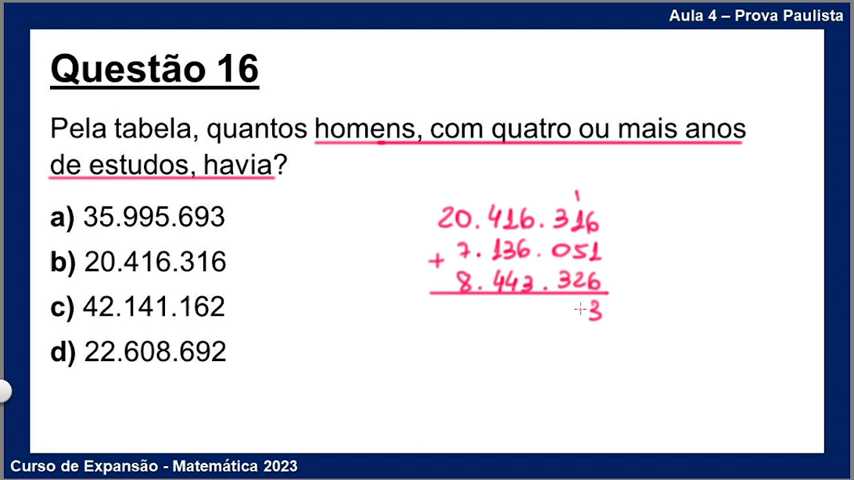 Aula 4 – Prova Paulista
Questão 16
Pela tabela, quantos homens, com quatro ou mais anos
de estudos, havia?
a) 35.995.693
b) 20.416.316
c) 42.141.162
d) 22.608.692
1
20.416.316
+ 7.136.051
8.443.326
3
Curso de Expansão - Matemática 2023